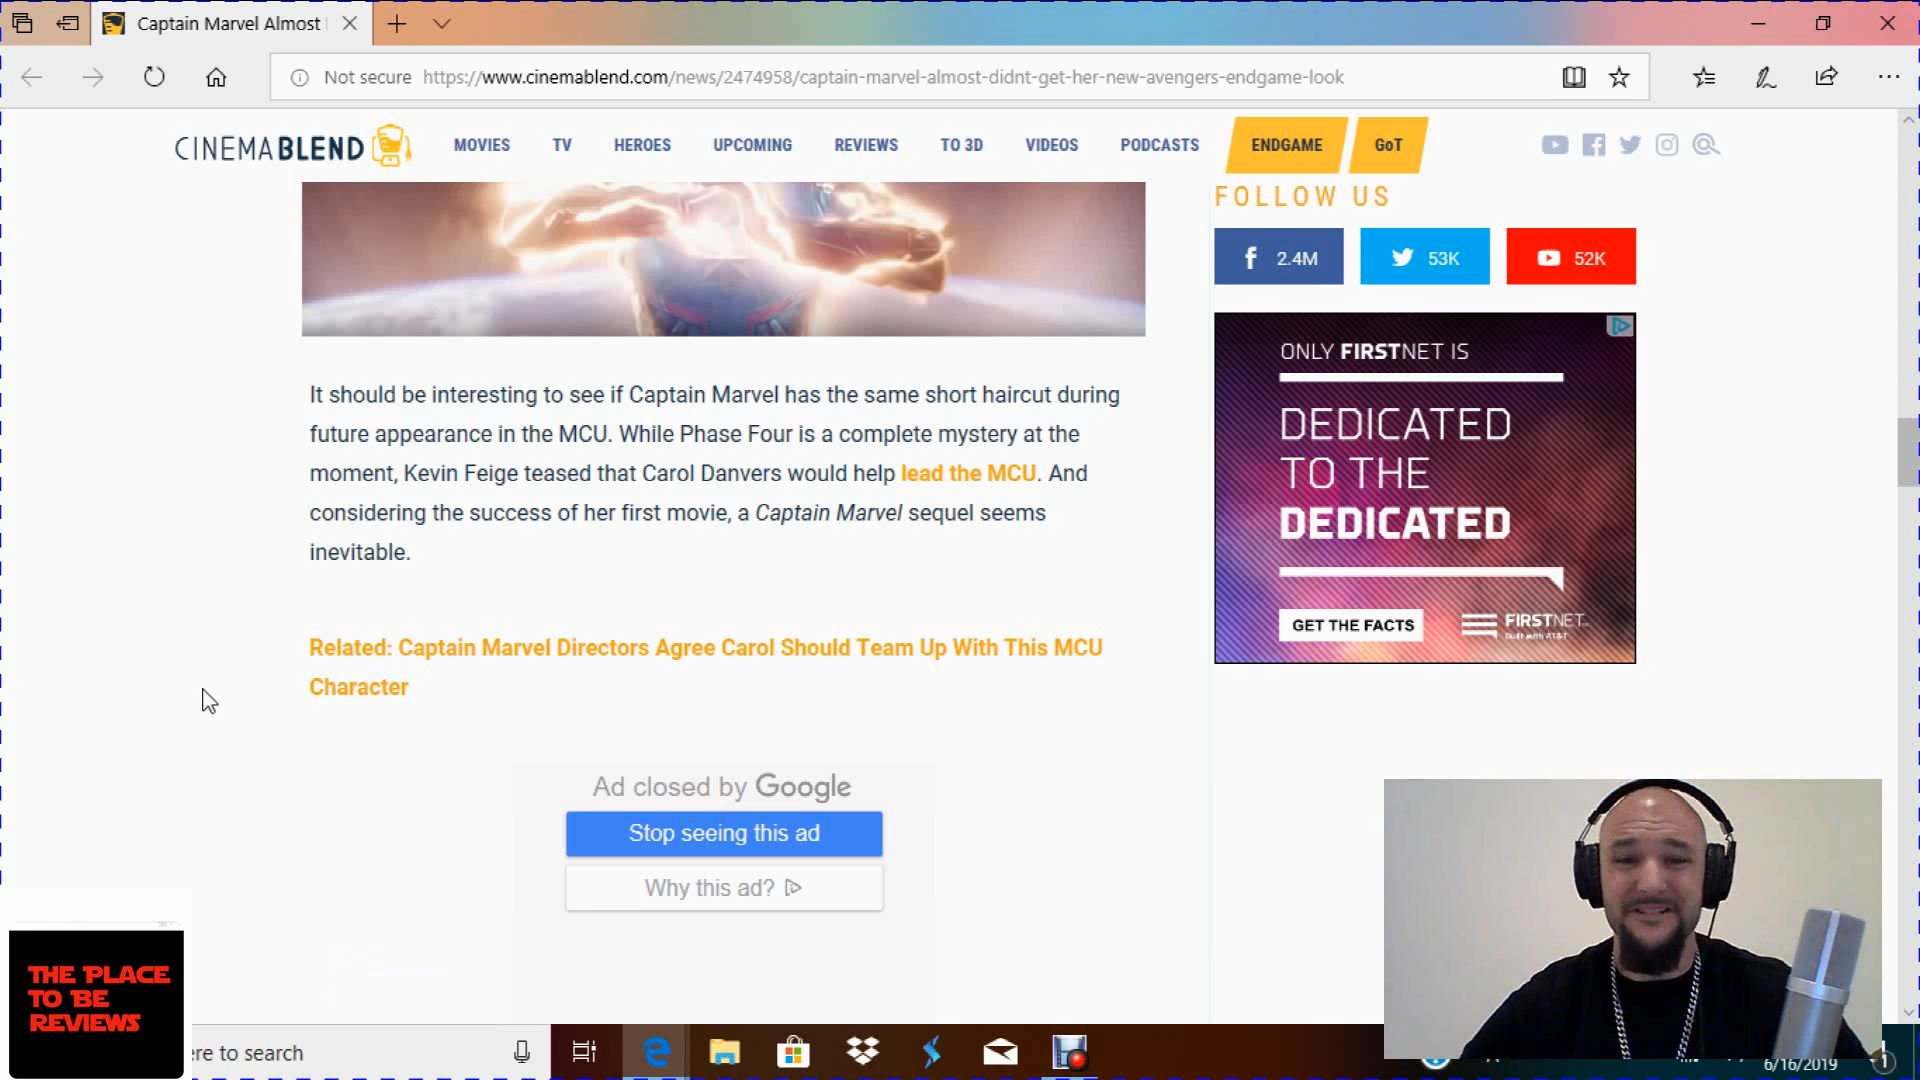 Captain Marvel Almost
Not secure https://www.cinemablend.com/news/2474958/captain-marvel-almost-didnt-get-her-new-avengers-endgame-look
CINEMABLEND MOVIES TV HEROES UPCOMING REVIEWS TO 3D VIDEOS PODCASTS ENDGAME GoT
FOLLOW US
2.4M 53K 52K
ONLY FIRSTNET IS
DEDICATED
TO THE
DEDICATED
GET THE FACTS FIRSTNET
Built with AT&T
It should be interesting to see if Captain Marvel has the same short haircut during
future appearance in the MCU. While Phase Four is a complete mystery at the
moment, Kevin Feige teased that Carol Danvers would help lead the MCU. And
considering the success of her first movie, a Captain Marvel sequel seems
inevitable.
Related: Captain Marvel Directors Agree Carol Should Team Up With This MCU
Character
Ad closed by Google
Stop seeing this ad
Why this ad?
THE PLACE
TO BE
REVIEWS
ere to search
6/16/2019
1